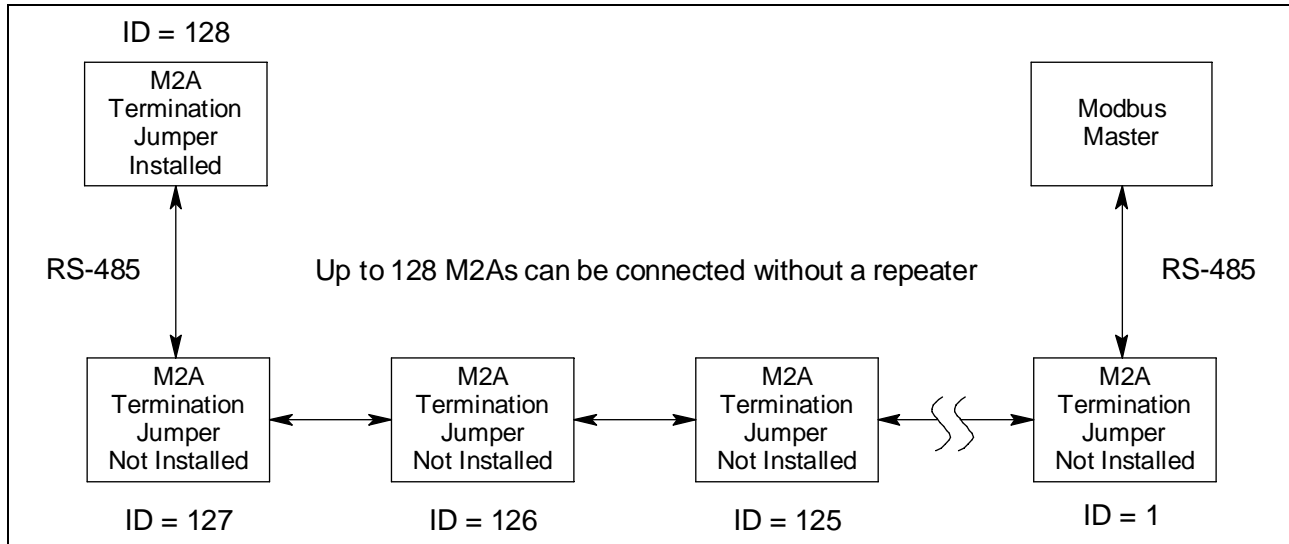 ID = 128
M2A
Termination
Jumper
Installed
Modbus
Master
RS-485
Up to 128 M2As can be connected without a repeater
RS-485
M2A
Termination
Jumper
Not Installed
M2A
Termination
Jumper
Not Installed
M2A
Termination
Jumper
Not Installed
M2A
Termination
Jumper
Not Installed
ID = 127
ID = 126
ID = 125
ID = 1